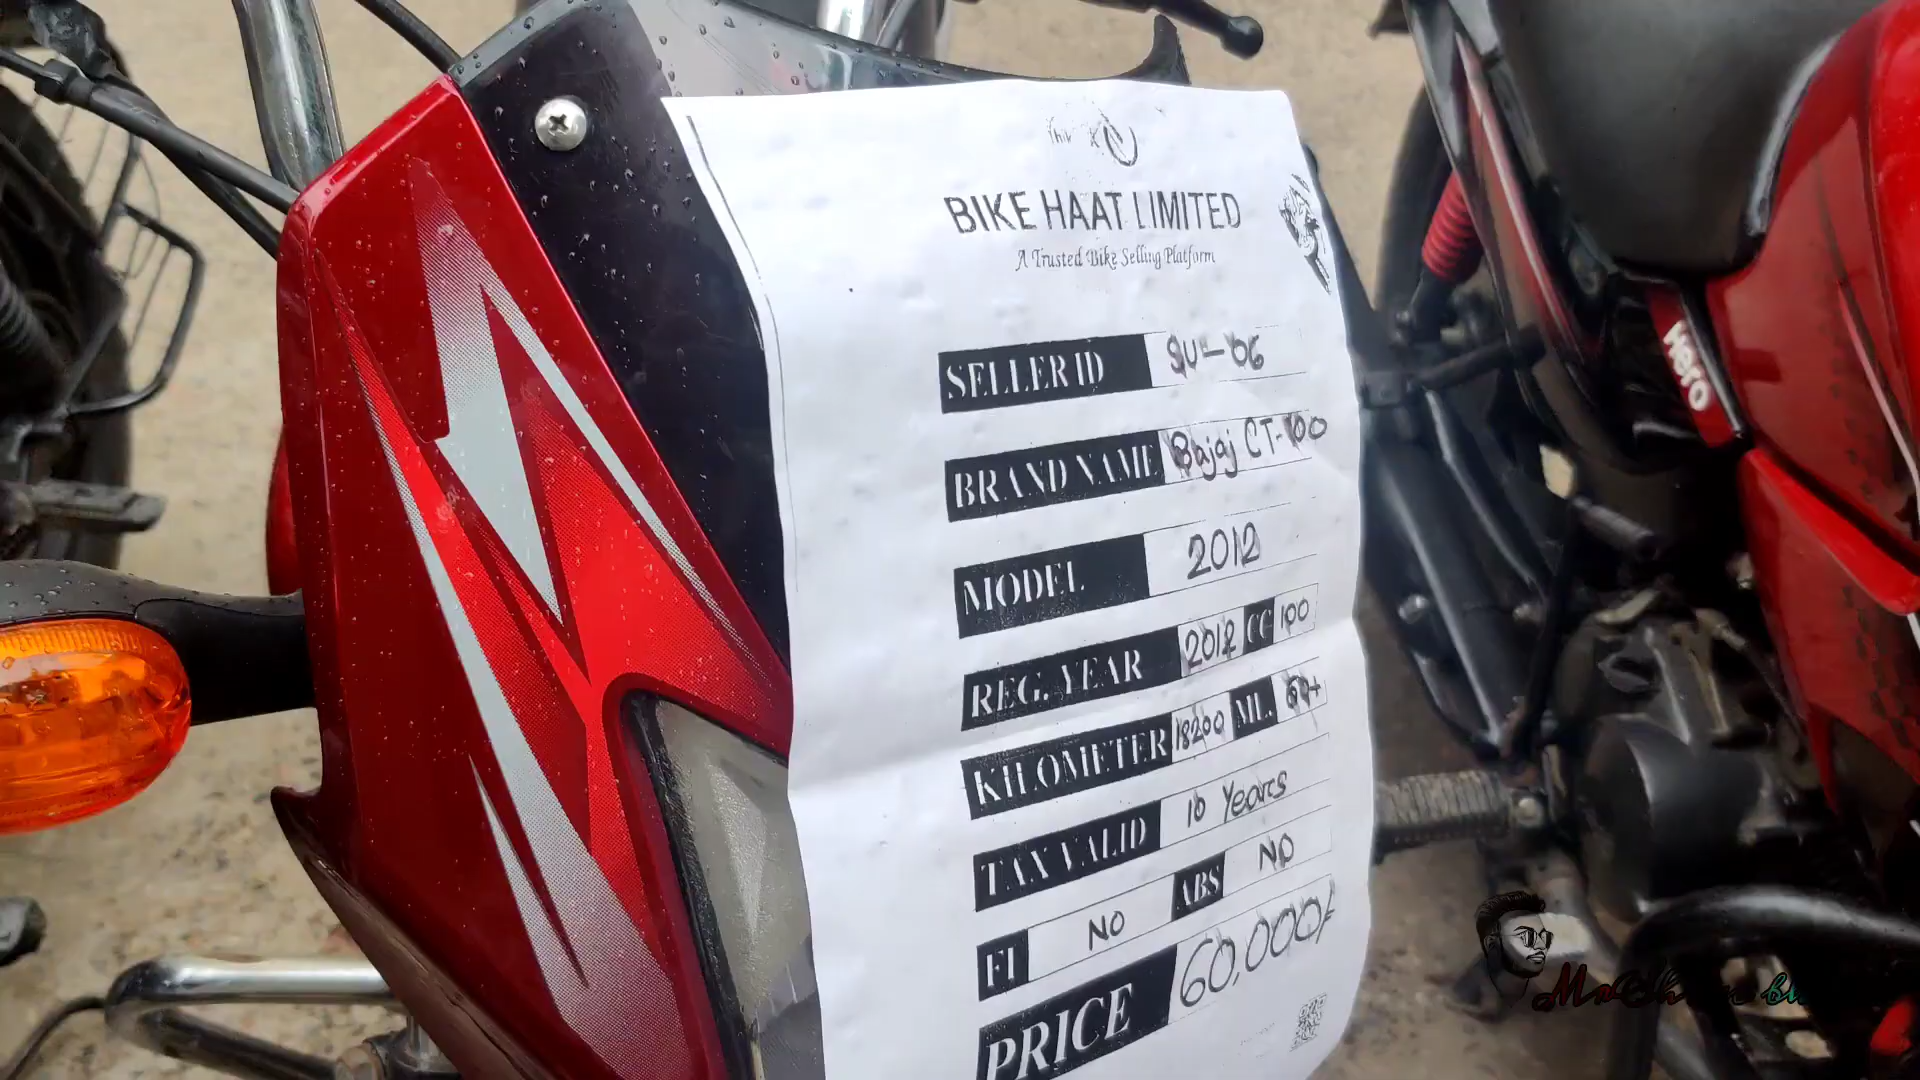 BIKE HAAT LIMITED
A Trusted Bike Selling Platform
SELLER ID SU-06
BRAND NAME Bajaj CT-100
MODEL 2012
REG. YEAR 2012 CC 100
KILOMETER 18200 ML. 60+
TAX VALID 10 Years
FI NO ABS NO
PRICE 60,000/-
Hero